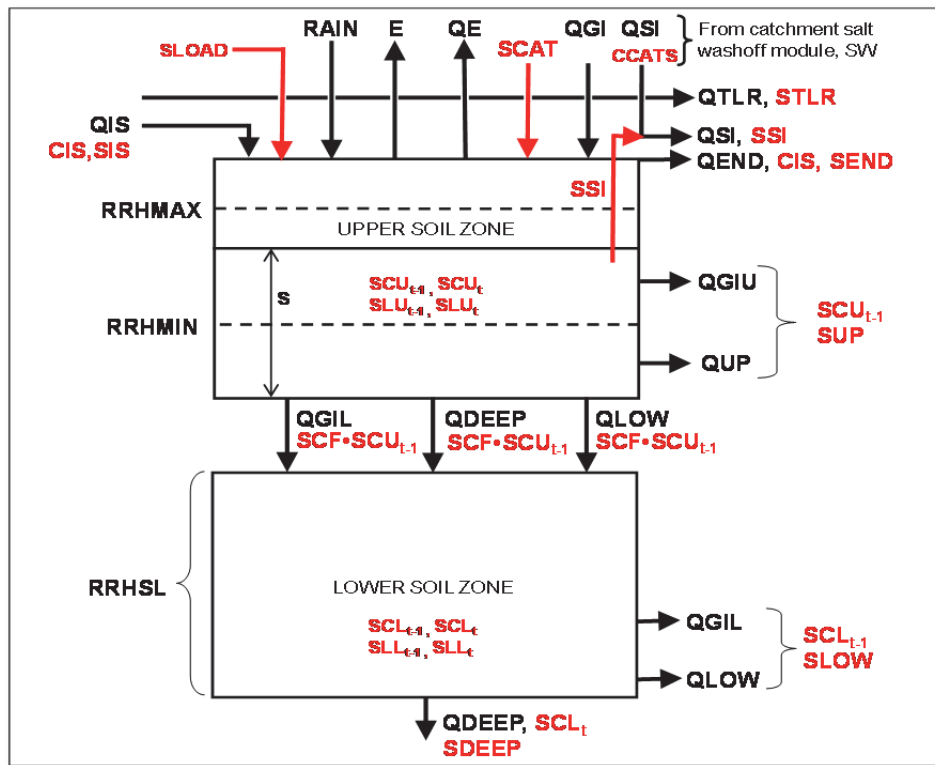 RAIN E QE QGI QSI
From catchment salt
washoff module, SW
SLOAD SCAT CCATS
QTLR, STLR
QIS
CIS,SIS
QSI, SSI
QEND, CIS, SEND
SSI
RRHMAX
UPPER SOIL ZONE
S
SCUt-1, SCUt
SLUt-1, SLUt
QGIU
RRHMIN
SCUt-1
SUP
QUP
QGIL QDEEP QLOW
SCF•SCUt-1 SCF•SCUt-1 SCF•SCUt-1
RRHSL
LOWER SOIL ZONE
SCLt-1, SCLt
SLLt-1, SLLt
QGIL
SCLt-1
SLOW
QLOW
QDEEP, SCLt
SDEEP